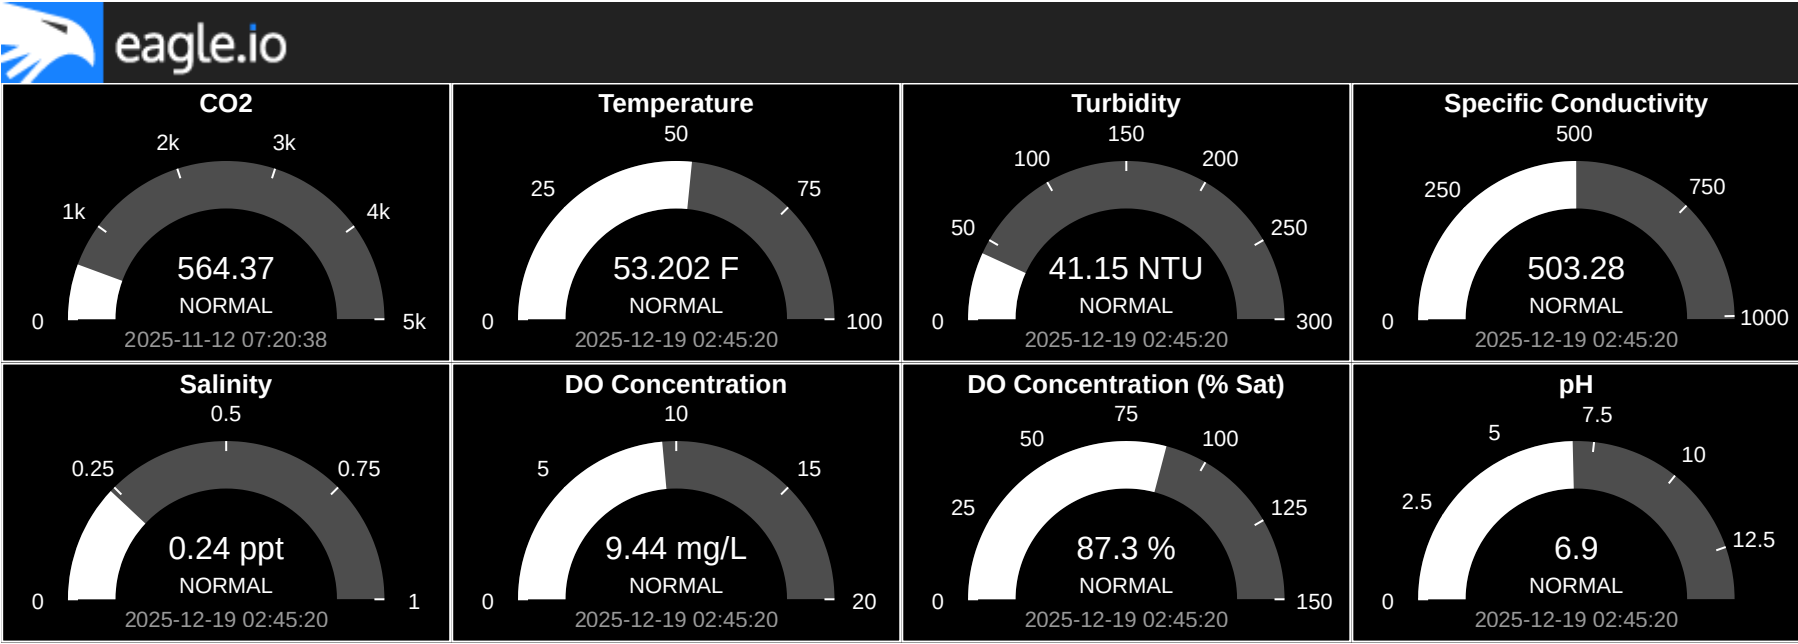 eagle.io
CO2
2k 3k
1k 4k
564.37
NORMAL
0 5k
2025-11-12 07:20:38
Temperature
50
25 75
53.202 F
NORMAL
0 100
2025-12-19 02:45:20
Turbidity
150
100 200
50 250
41.15 NTU
NORMAL
0 300
2025-12-19 02:45:20
Specific Conductivity
500
250 750
503.28
NORMAL
0 1000
2025-12-19 02:45:20
Salinity
0.5
0.25 0.75
0.24 ppt
NORMAL
0 1
2025-12-19 02:45:20
DO Concentration
10
5 15
9.44 mg/L
NORMAL
0 20
2025-12-19 02:45:20
DO Concentration (% Sat)
75
50 100
25 125
87.3 %
NORMAL
0 150
2025-12-19 02:45:20
pH
7.5
5 10
2.5 12.5
6.9
NORMAL
0
2025-12-19 02:45:20